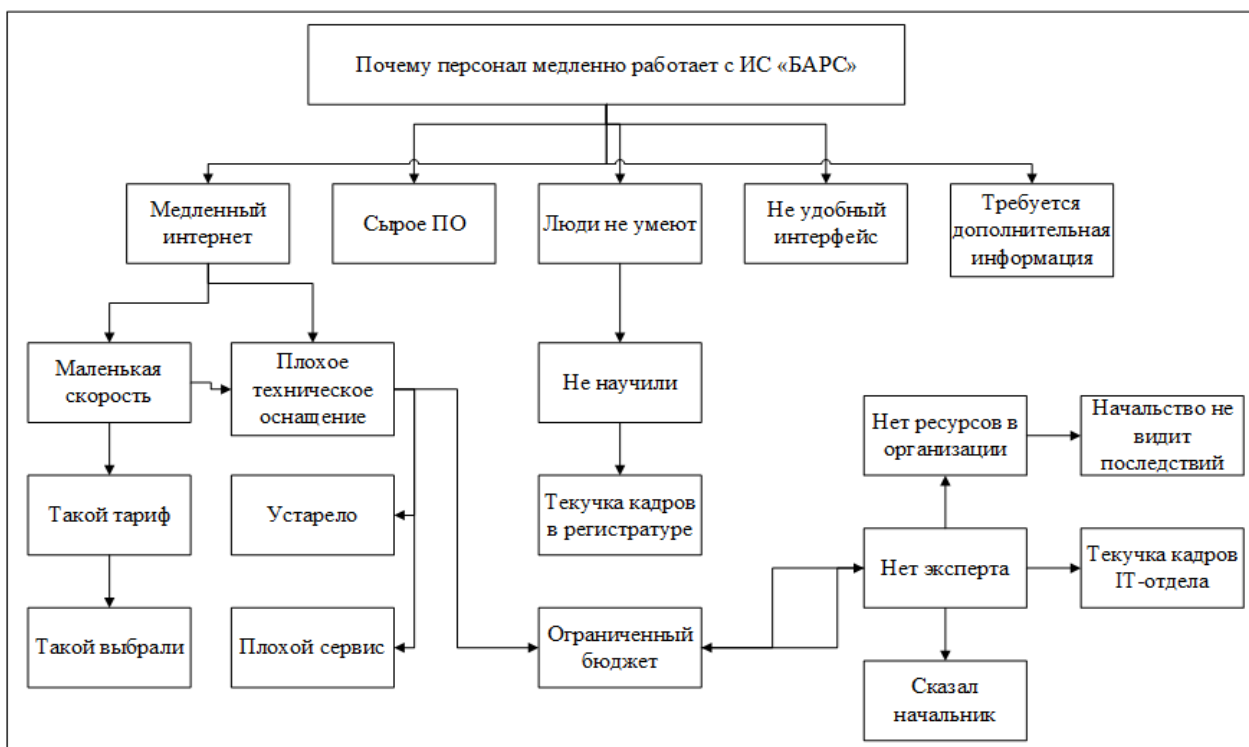 Почему персонал медленно работает с ИС «БАРС»
Медленный
интернет
Сырое ПО
Люди не умеют
Не удобный
интерфейс
Требуется
дополнительная
информация
Маленькая
скорость
Плохое
техническое
оснащение
Не научили
Нет ресурсов в
организации
Начальство не
видит
последствий
Такой тариф
Устарело
Текучка кадров
в регистратуре
Нет эксперта
Текучка кадров
IT-отдела
Такой выбрали
Плохой сервис
Ограниченный
бюджет
Сказал
начальник